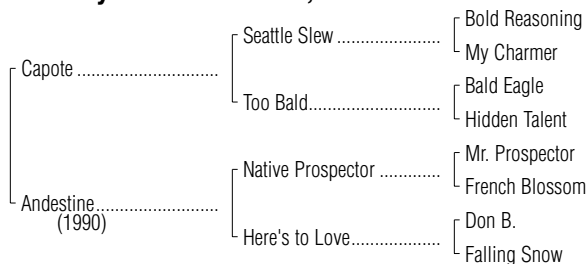 Bold Reasoning
Seattle Slew
My Charmer
Capote
Bald Eagle
Too Bald
Hidden Talent
Mr. Prospector
Native Prospector
French Blossom
Andestine
(1990)
Don B.
Here's to Love
Falling Snow